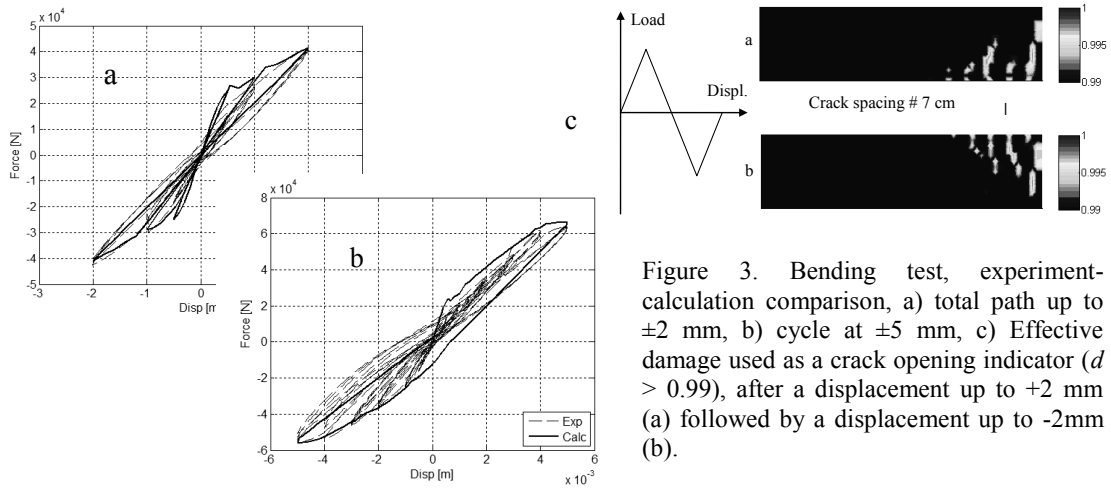 x 10⁴
5
4
3
2
1
0
-1
-2
-3
-4
-5
Force [N]
-3
-2
-1
0
Disp [m
a
x 10⁴
8
6
4
2
0
-2
-4
-6
Force [N]
-6
-4
-2
0
2
4
6
Disp [m]
x 10⁻³
b
Exp
Calc
c
Load
Displ.
a
1
0.995
0.99
Crack spacing # 7 cm
b
1
0.995
0.99
Figure 3. Bending test, experiment-
calculation comparison, a) total path up to
±2 mm, b) cycle at ±5 mm, c) Effective
damage used as a crack opening indicator (d
> 0.99), after a displacement up to +2 mm
(a) followed by a displacement up to -2mm
(b).